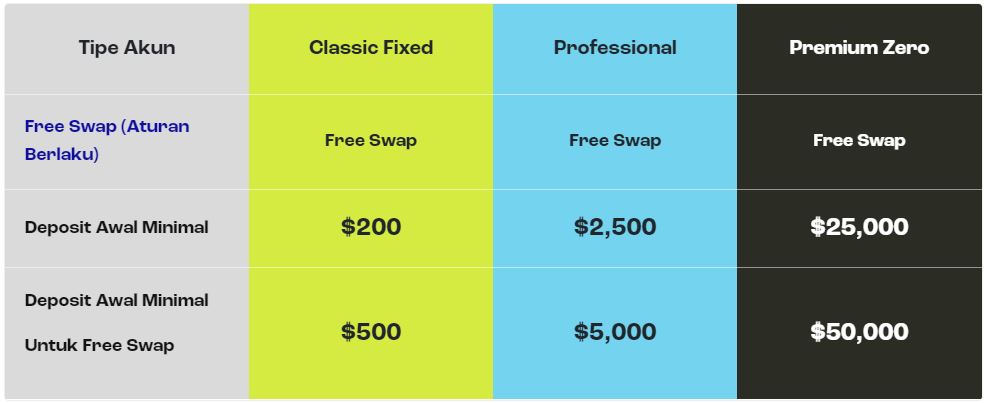 Tipe Akun
Classic Fixed
Professional
Premium Zero
Free Swap (Aturan
Berlaku)
Free Swap
Free Swap
Free Swap
Deposit Awal Minimal
$200
$2,500
$25,000
Deposit Awal Minimal
Untuk Free Swap
$500
$5,000
$50,000